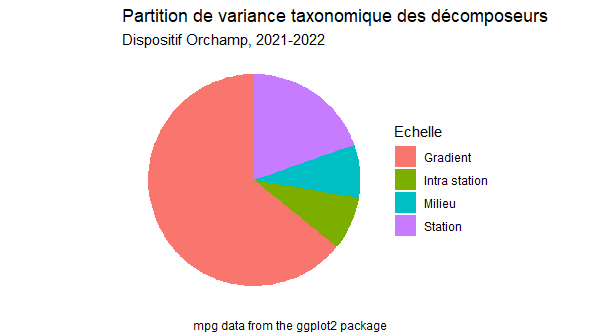 Partition de variance taxonomique des décomposeurs
Dispositif Orchamp, 2021-2022
Echelle
Gradient
Intra station
Milieu
Station
mpg data from the ggplot2 package